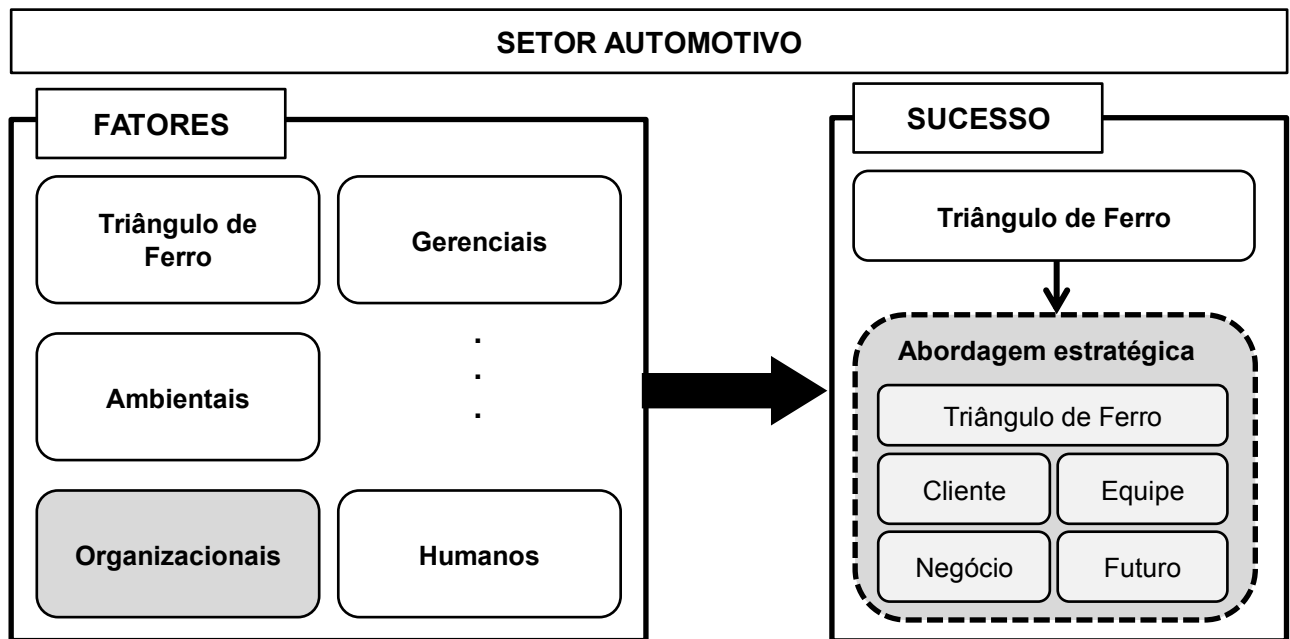 SETOR AUTOMOTIVO
FATORES
Triângulo de
Ferro
Gerenciais
Ambientais
.
.
.
Organizacionais
Humanos
SUCESSO
Triângulo de Ferro
Abordagem estratégica
Triângulo de Ferro
Cliente
Equipe
Negócio
Futuro